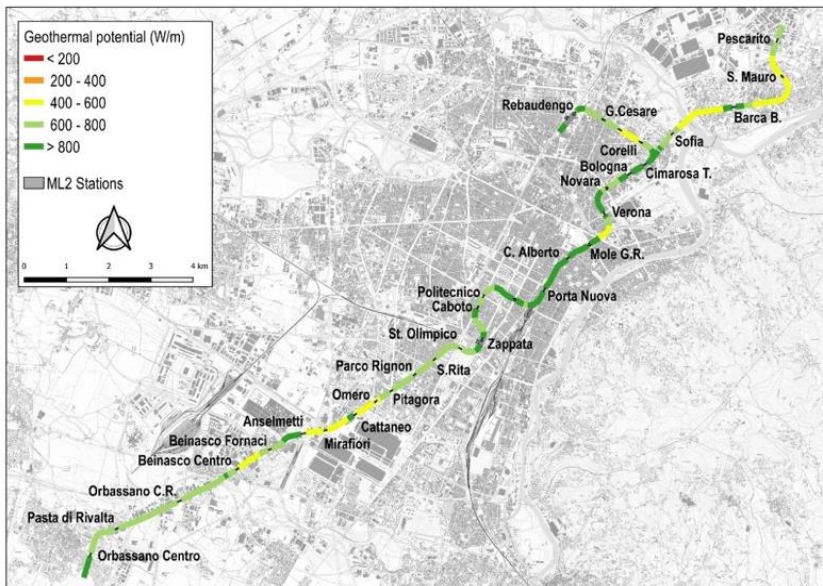 Geothermal potential (W/m)
< 200
200 - 400
400 - 600
600 - 800
> 800
ML2 Stations
0 1 2 3 4 km
Pescarito
S. Mauro
Rebaudengo
G.Cesare
Barca B.
Sofia
Corelli
Bologna
Cimarosa T.
Novara
Verona
C. Alberto
Mole G.R.
Politecnico
Porta Nuova
Caboto
St. Olimpico
Zappata
Parco Rignon
S.Rita
Omero
Pitagora
Anselmetti
Cattaneo
Mirafiori
Beinasco Fornaci
Beinasco Centro
Orbassano C.R.
Pasta di Rivalta
Orbassano Centro